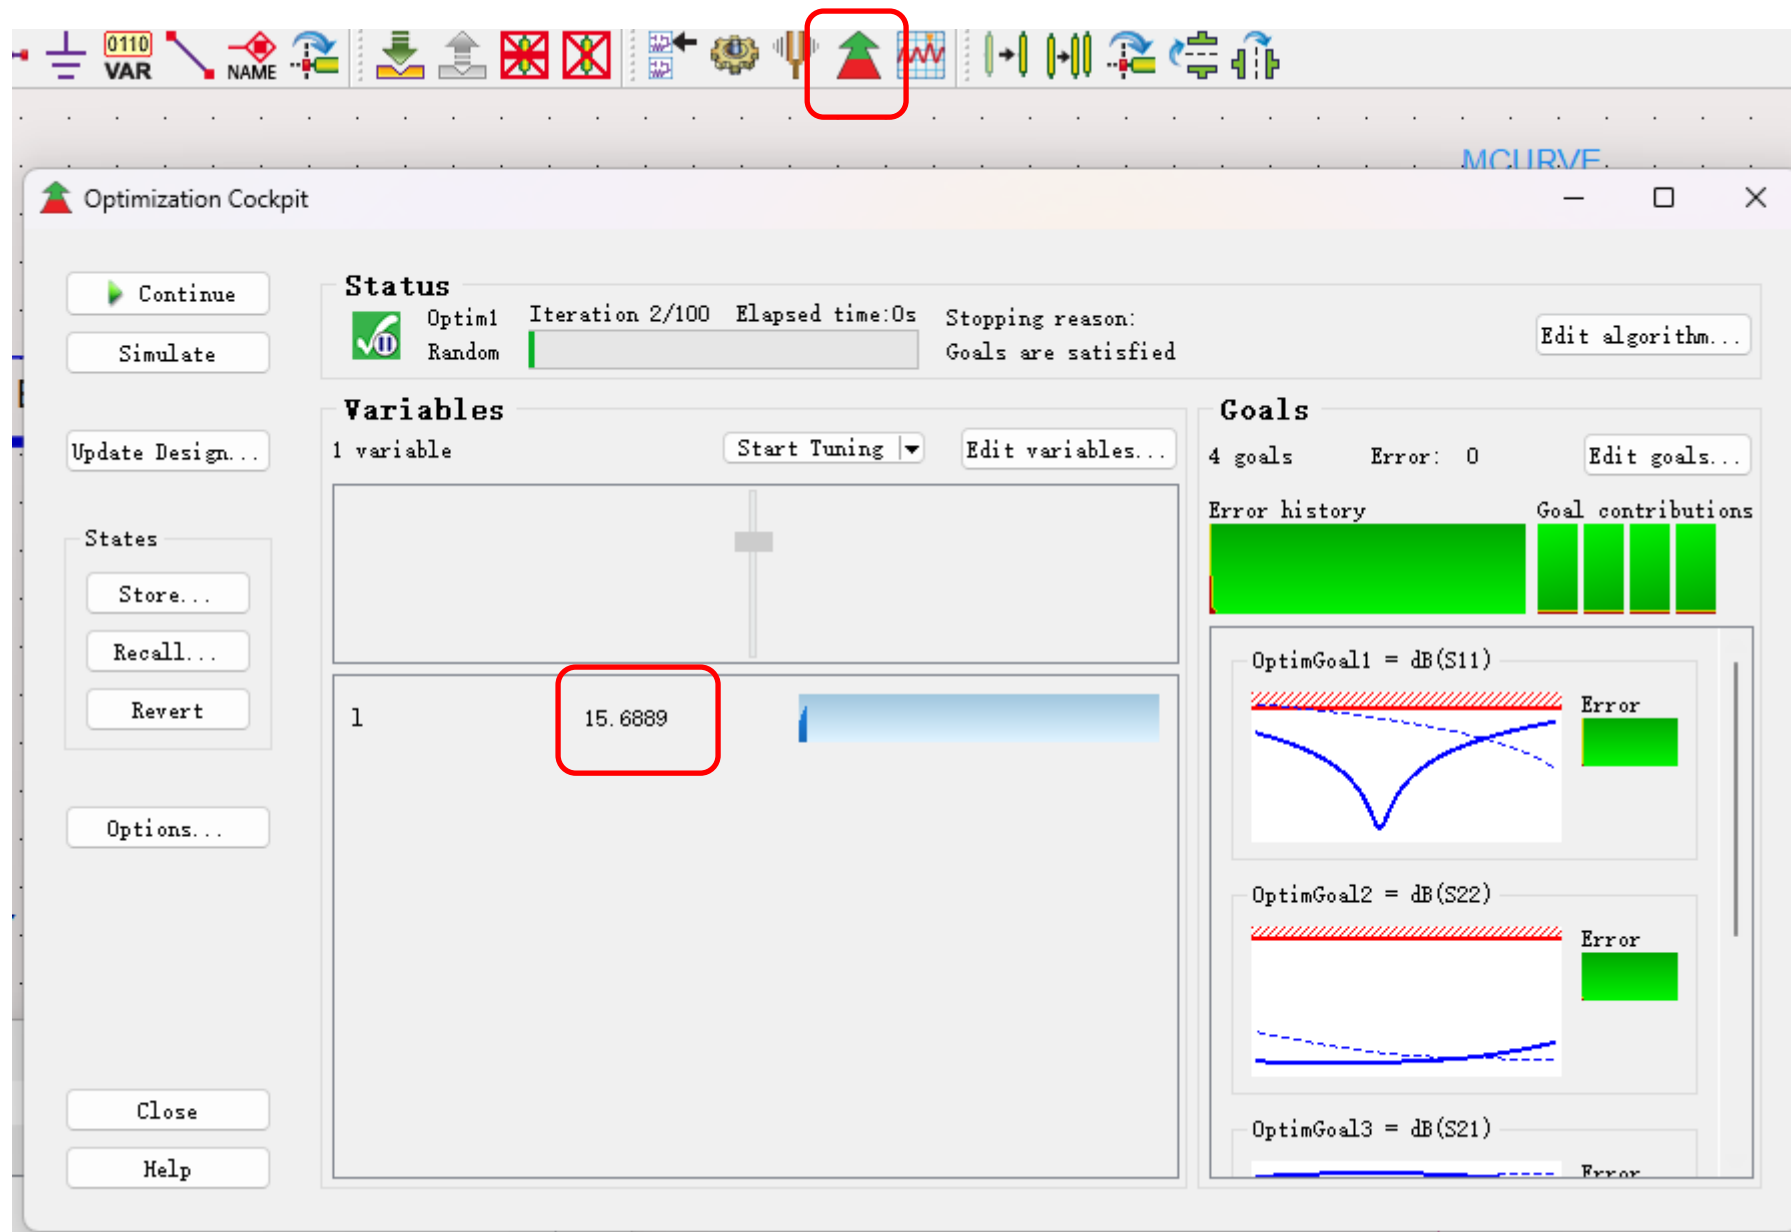 0110
VAR
NAME
MCURVE
Optimization Cockpit
Continue
Simulate
Update Design...
States
Store...
Recall...
Revert
Options...
Close
Help
Status
Optim1
Random
Iteration 2/100
Elapsed time:0s
Stopping reason:
Goals are satisfied
Edit algorithm...
Variables
1 variable
Start Tuning
Edit variables...
l
15.6889
Goals
4 goals
Error: 0
Edit goals...
Error history
Goal contributions
OptimGoal1 = dB(S11)
Error
OptimGoal2 = dB(S22)
Error
OptimGoal3 = dB(S21)
Error